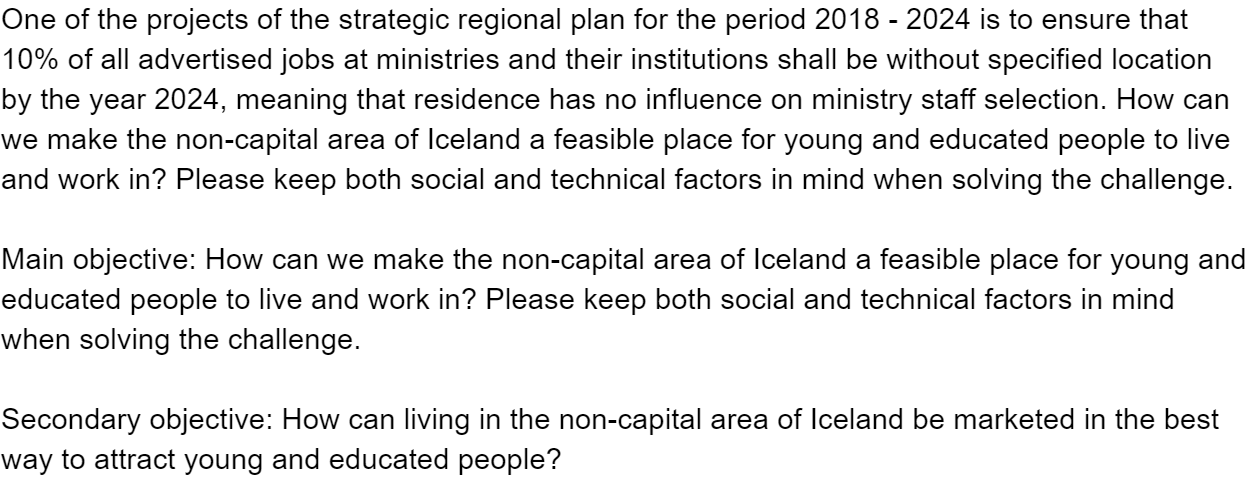 One of the projects of the strategic regional plan for the period 2018 - 2024 is to ensure that
10% of all advertised jobs at ministries and their institutions shall be without specified location
by the year 2024, meaning that residence has no influence on ministry staff selection. How can
we make the non-capital area of Iceland a feasible place for young and educated people to live
and work in? Please keep both social and technical factors in mind when solving the challenge.
Main objective: How can we make the non-capital area of Iceland a feasible place for young and
educated people to live and work in? Please keep both social and technical factors in mind
when solving the challenge.
Secondary objective: How can living in the non-capital area of Iceland be marketed in the best
way to attract young and educated people?